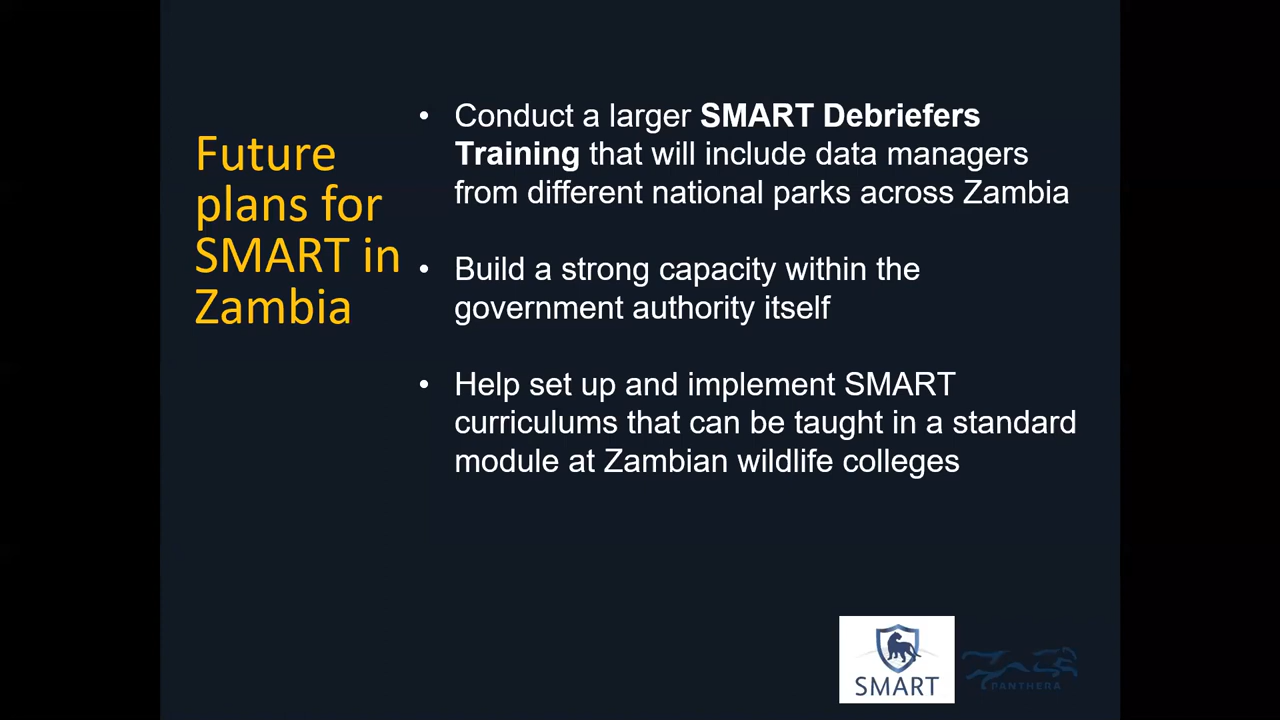 Future
plans for
SMART in
Zambia
• Conduct a larger SMART Debriefers
Training that will include data managers
from different national parks across Zambia
• Build a strong capacity within the
government authority itself
• Help set up and implement SMART
curriculums that can be taught in a standard
module at Zambian wildlife colleges
SMART
PANTHERA